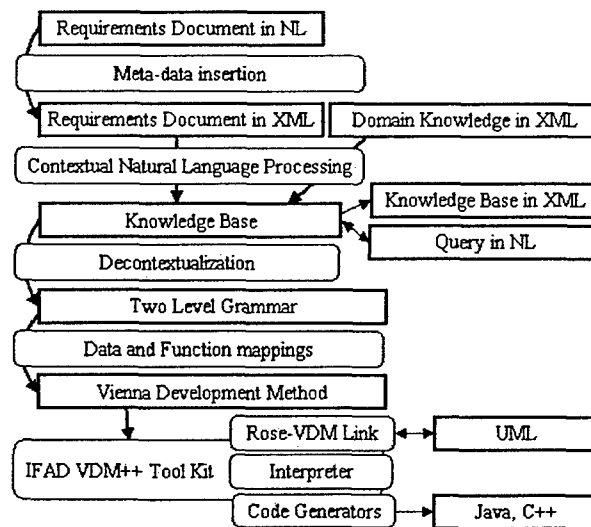 Requirements Document in NL
Meta-data insertion
Requirements Document in XML
Domain Knowledge in XML
Contextual Natural Language Processing
Knowledge Base
Knowledge Base in XML
Query in NL
Decontextualization
Two Level Grammar
Data and Function mappings
Vienna Development Method
Rose-VDM Link
UML
IFAD VDM++ Tool Kit
Interpreter
Code Generators
Java, C++